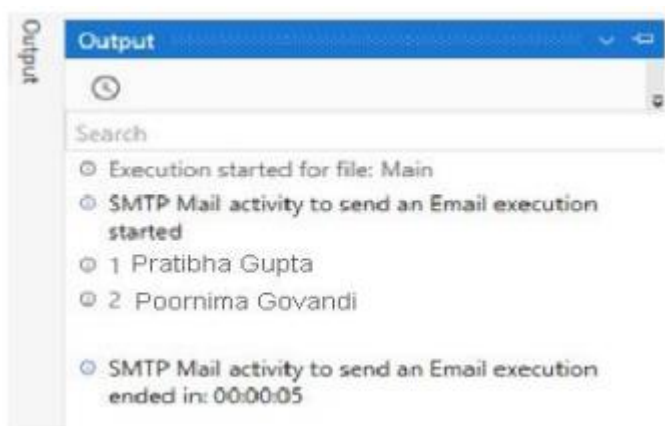 Output
Output
Search
Execution started for file: Main
SMTP Mail activity to send an Email execution
started
1 Pratibha Gupta
2 Poornima Govandi
SMTP Mail activity to send an Email execution
ended in: 00:00:05